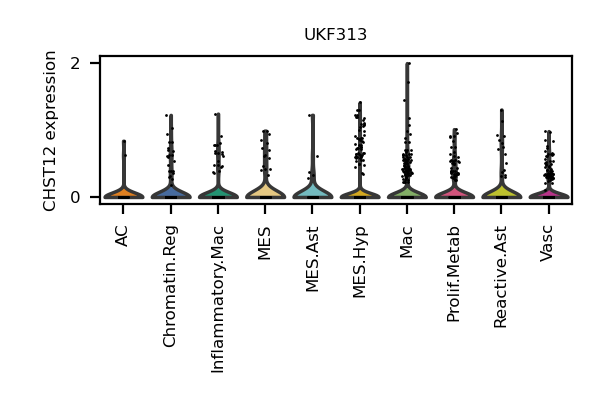 UKF313
CHST12 expression
2
0
AC
Chromatin.Reg
Inflammatory.Mac
MES
MES.Ast
MES.Hyp
Mac
Prolif.Metab
Reactive.Ast
Vasc